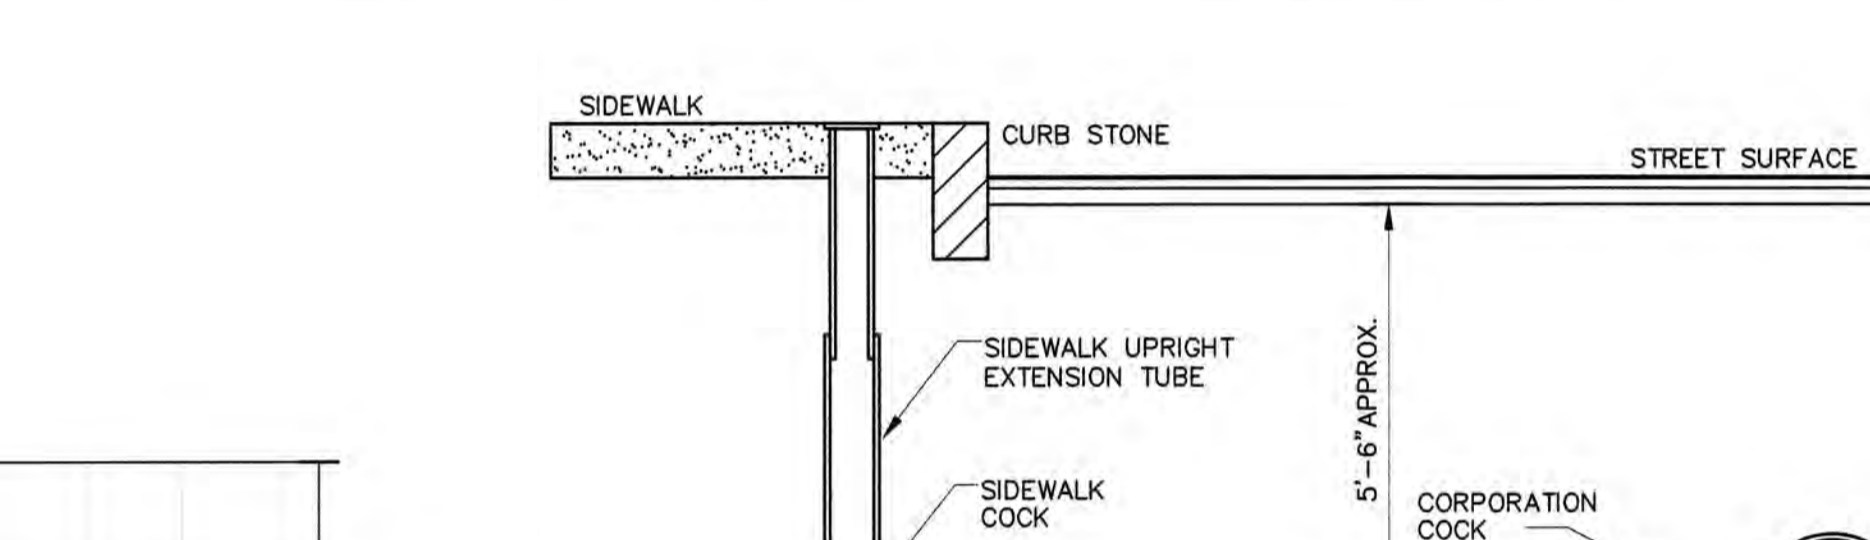 SIDEWALK
CURB STONE
STREET SURFACE
SIDEWALK UPRIGHT
EXTENSION TUBE
5'-6" APPROX.
SIDEWALK
COCK
CORPORATION
COCK